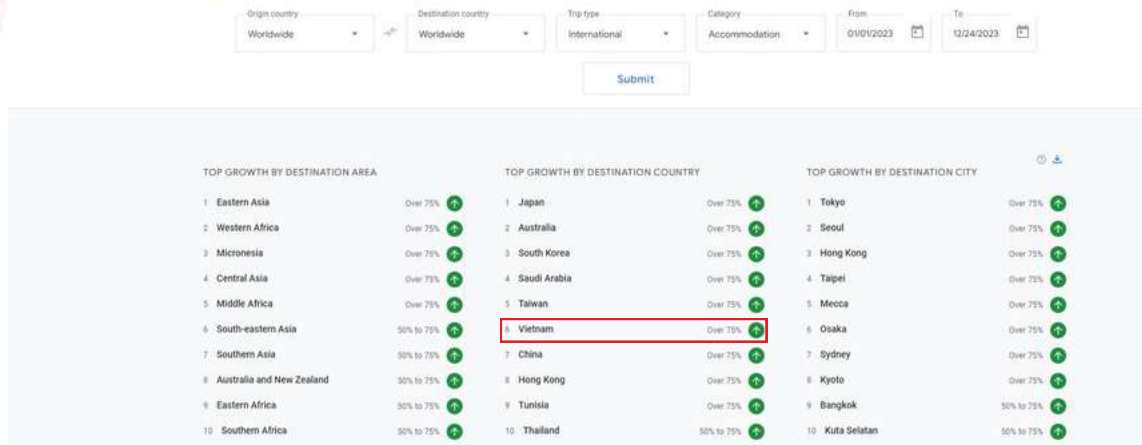 Origin country Destination country Trip type Category From To
Worldwide Worldwide International Accommodation 01/01/2023 12/24/2023
Submit
TOP GROWTH BY DESTINATION AREA
1 Eastern Asia Over 75%
2 Western Africa Over 75%
3 Micronesia Over 75%
4 Central Asia Over 75%
5 Middle Africa Over 75%
6 South-eastern Asia 50% to 75%
7 Southern Asia 50% to 75%
8 Australia and New Zealand 50% to 75%
9 Eastern Africa 50% to 75%
10 Southern Africa 50% to 75%
TOP GROWTH BY DESTINATION COUNTRY
1 Japan Over 75%
2 Australia Over 75%
3 South Korea Over 75%
4 Saudi Arabia Over 75%
5 Taiwan Over 75%
6 Vietnam Over 75%
7 China Over 75%
8 Hong Kong Over 75%
9 Tunisia Over 75%
10 Thailand 50% to 75%
TOP GROWTH BY DESTINATION CITY
1 Tokyo Over 75%
2 Seoul Over 75%
3 Hong Kong Over 75%
4 Taipei Over 75%
5 Mecca Over 75%
6 Osaka Over 75%
7 Sydney Over 75%
8 Kyoto Over 75%
9 Bangkok 50% to 75%
10 Kuta Selatan 50% to 75%